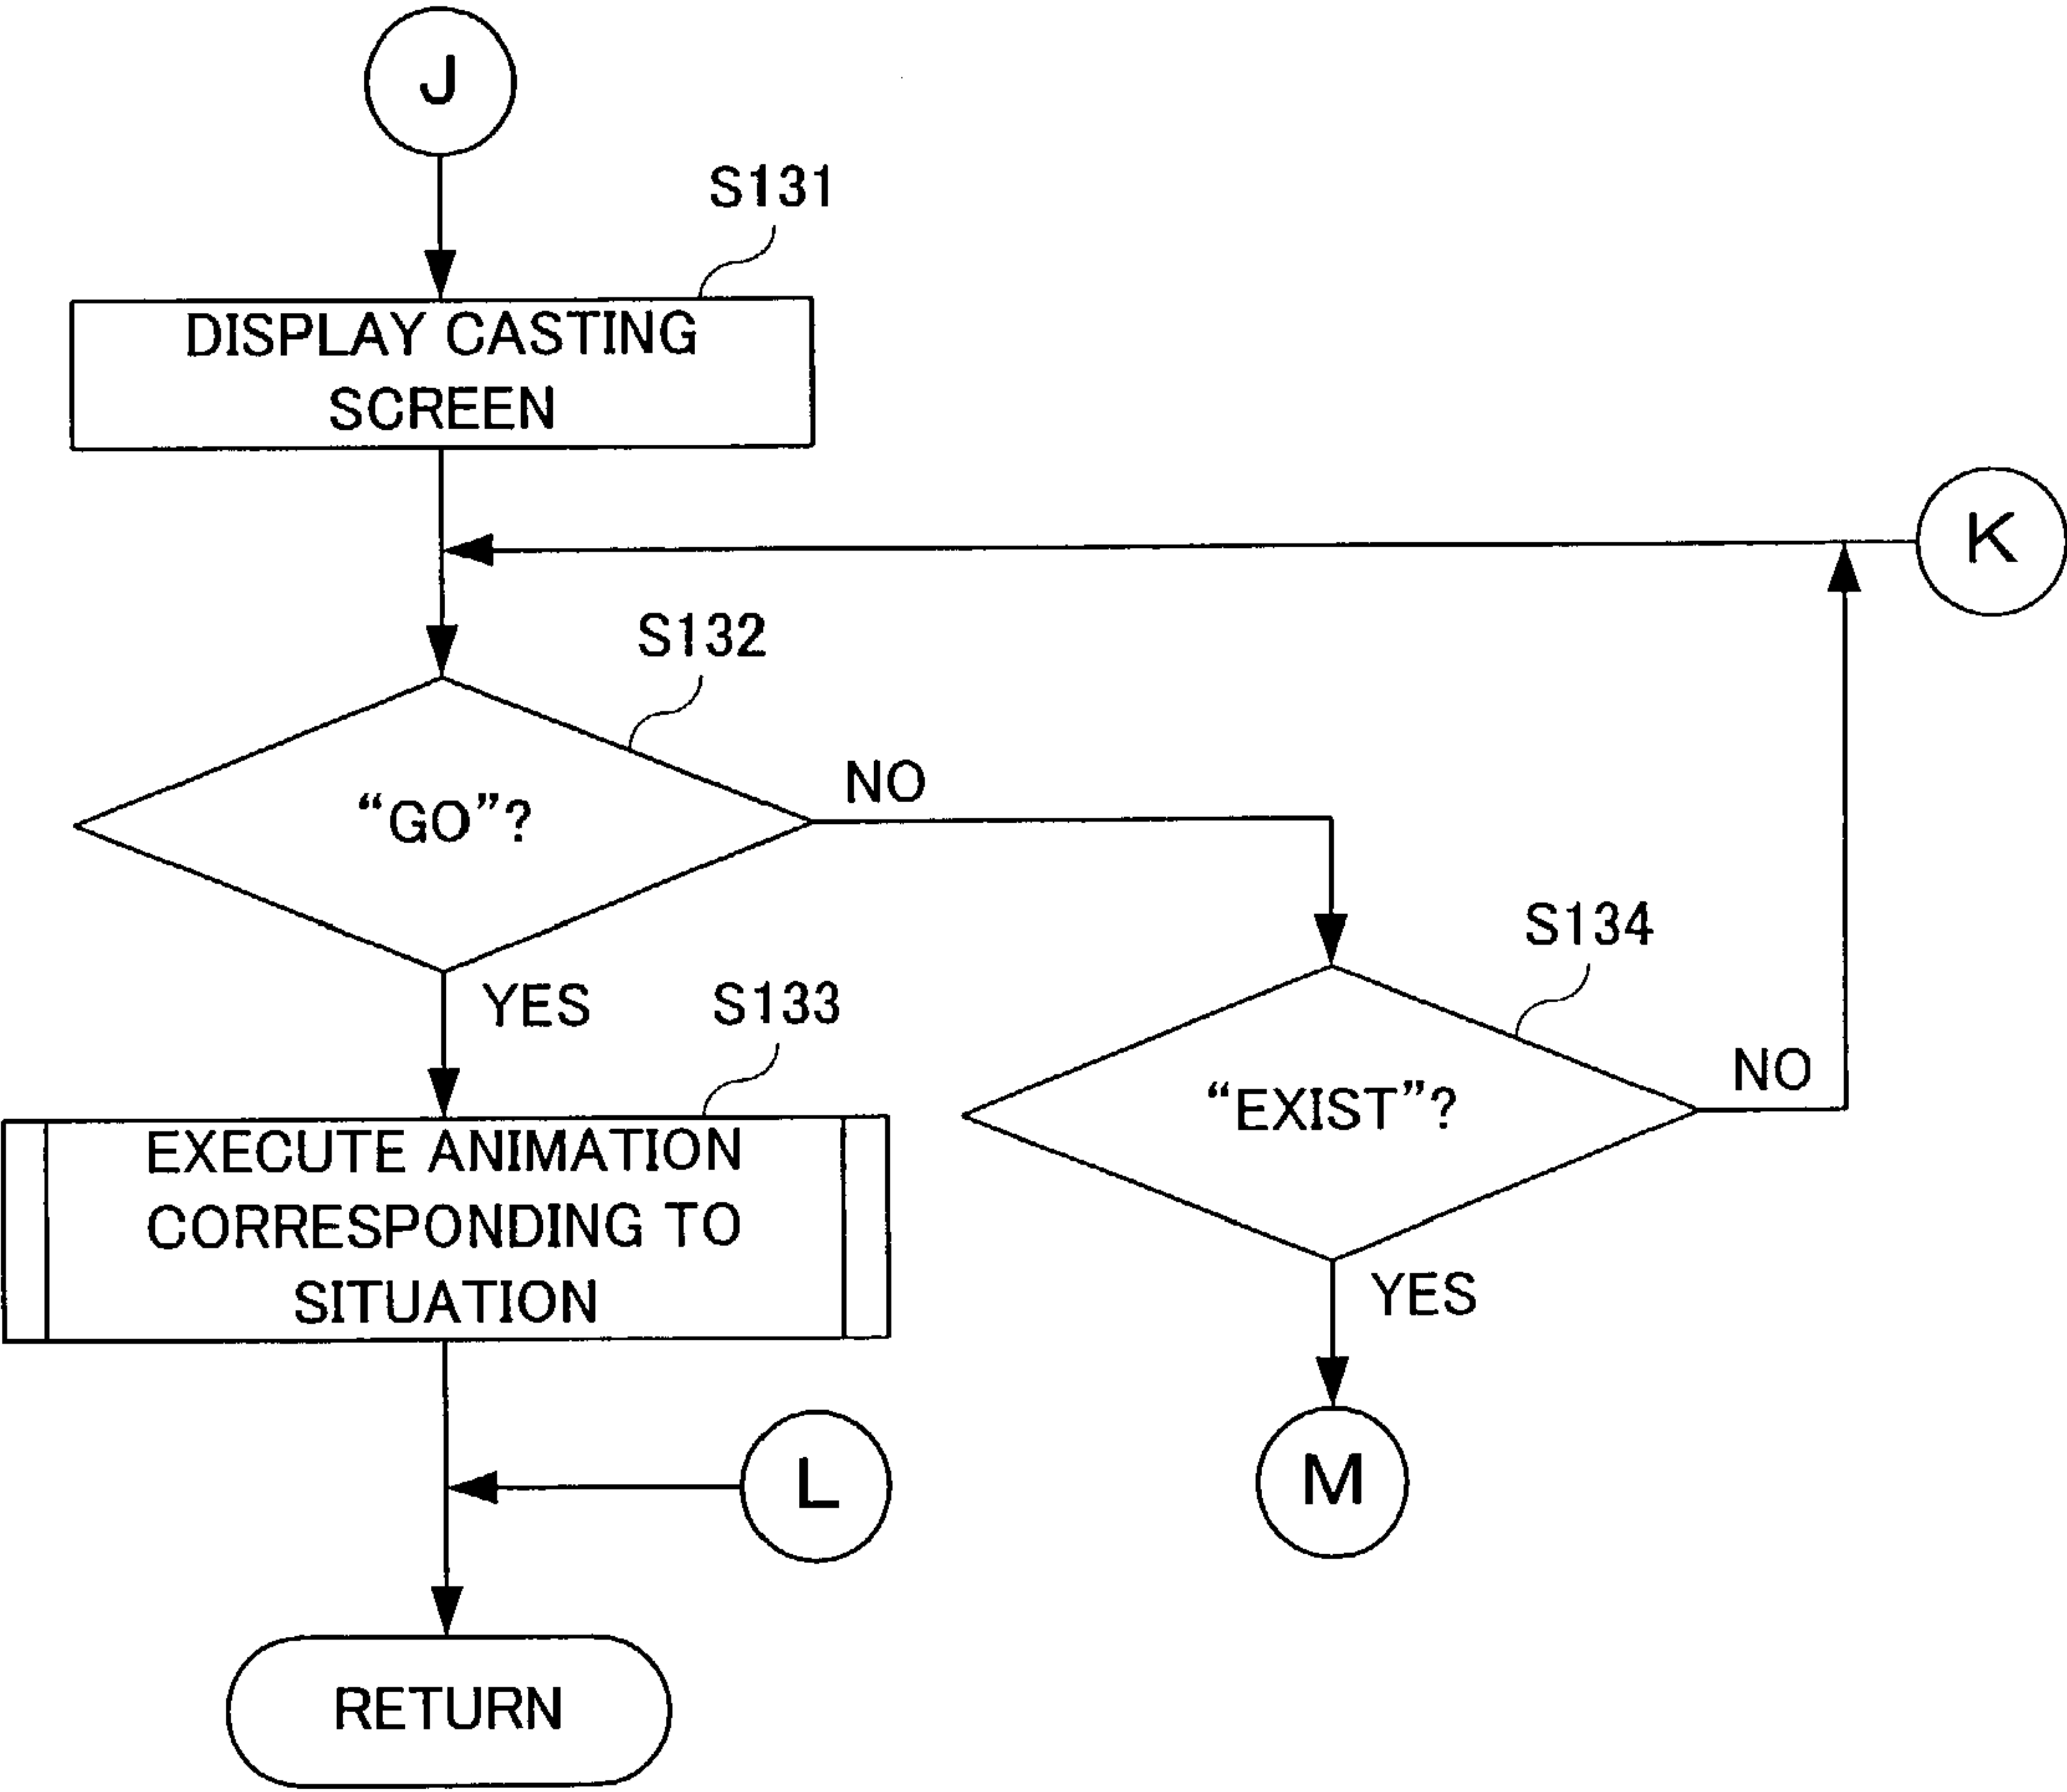 J
S131
DISPLAY CASTING
SCREEN
K
S132
“GO”?
NO
S134
YES
S133
“EXIST”?
NO
EXECUTE ANIMATION
CORRESPONDING TO
SITUATION
YES
L
M
RETURN